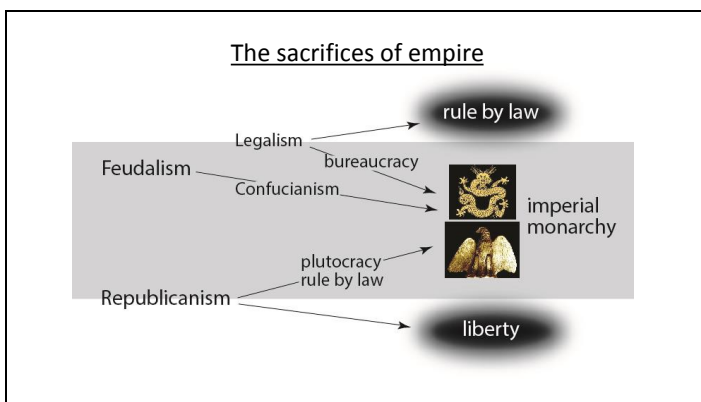 The sacrifices of empire
rule by law
Legalism
bureaucracy
Feudalism
Confucianism
imperial
monarchy
plutocracy
rule by law
Republicanism
liberty